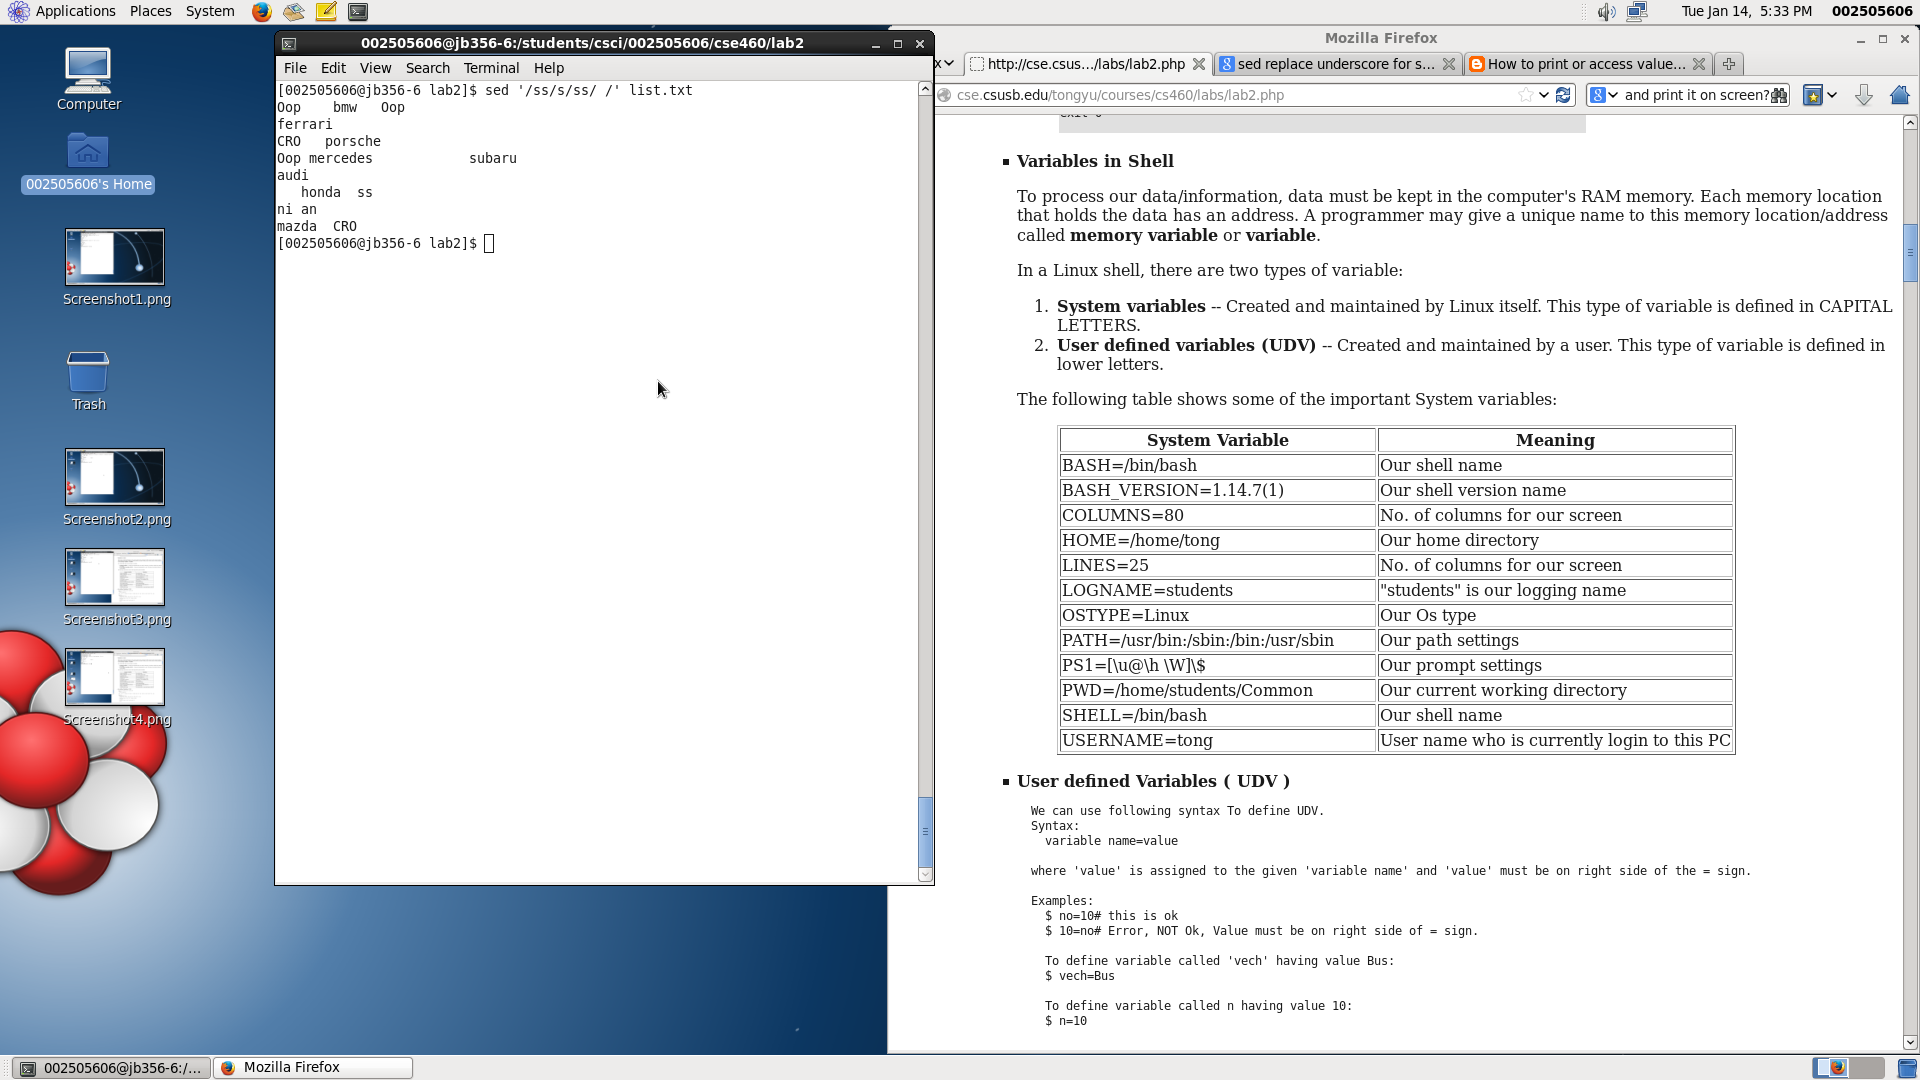 Applications Places System
Tue Jan 14, 5:33 PM 002505606
Computer
002505606's Home
Screenshot1.png
Trash
Screenshot2.png
Screenshot3.png
Screenshot4.png
002505606@jb356-6:/students/csci/002505606/cse460/lab2
File Edit View Search Terminal Help
[002505606@jb356-6 lab2]$ sed '/ss/s/ss/ /' list.txt
Oop    bmw   Oop
ferrari
CRO   porsche
Oop mercedes            subaru
audi
   honda  ss
ni an
mazda  CRO
[002505606@jb356-6 lab2]$
Mozilla Firefox
x http://cse.csus.../labs/lab2.php
sed replace underscore for s...
How to print or access value...
cse.csusb.edu/tongyu/courses/cs460/labs/lab2.php
and print it on screen?
exit 0
Variables in Shell
To process our data/information, data must be kept in the computer's RAM memory. Each memory location
that holds the data has an address. A programmer may give a unique name to this memory location/address
called memory variable or variable.
In a Linux shell, there are two types of variable:
1. System variables -- Created and maintained by Linux itself. This type of variable is defined in CAPITAL
LETTERS.
2. User defined variables (UDV) -- Created and maintained by a user. This type of variable is defined in
lower letters.
The following table shows some of the important System variables:
System Variable Meaning
BASH=/bin/bash Our shell name
BASH_VERSION=1.14.7(1) Our shell version name
COLUMNS=80 No. of columns for our screen
HOME=/home/tong Our home directory
LINES=25 No. of columns for our screen
LOGNAME=students "students" is our logging name
OSTYPE=Linux Our Os type
PATH=/usr/bin:/sbin:/bin:/usr/sbin Our path settings
PS1=[\u@\h \W]\$ Our prompt settings
PWD=/home/students/Common Our current working directory
SHELL=/bin/bash Our shell name
USERNAME=tong User name who is currently login to this PC
User defined Variables ( UDV )
We can use following syntax To define UDV.
Syntax:
  variable name=value
where 'value' is assigned to the given 'variable name' and 'value' must be on right side of the = sign.
Examples:
  $ no=10# this is ok
  $ 10=no# Error, NOT Ok, Value must be on right side of = sign.
  To define variable called 'vech' having value Bus:
  $ vech=Bus
  To define variable called n having value 10:
  $ n=10
002505606@jb356-6:/...
Mozilla Firefox